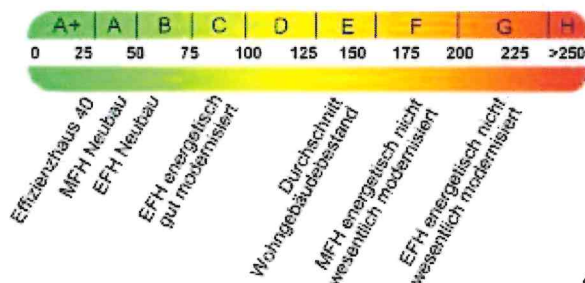 A+ A B C D E F G H
0 25 50 75 100 125 150 175 200 225 >250
Effizienzhaus 40
MFH Neubau
EFH Neubau
EFH energetisch
gut modernisiert
Durchschnitt
Wohngebäudebestand
MFH energetisch nicht
wesentlich modernisiert
EFH energetisch nicht
wesentlich modernisiert